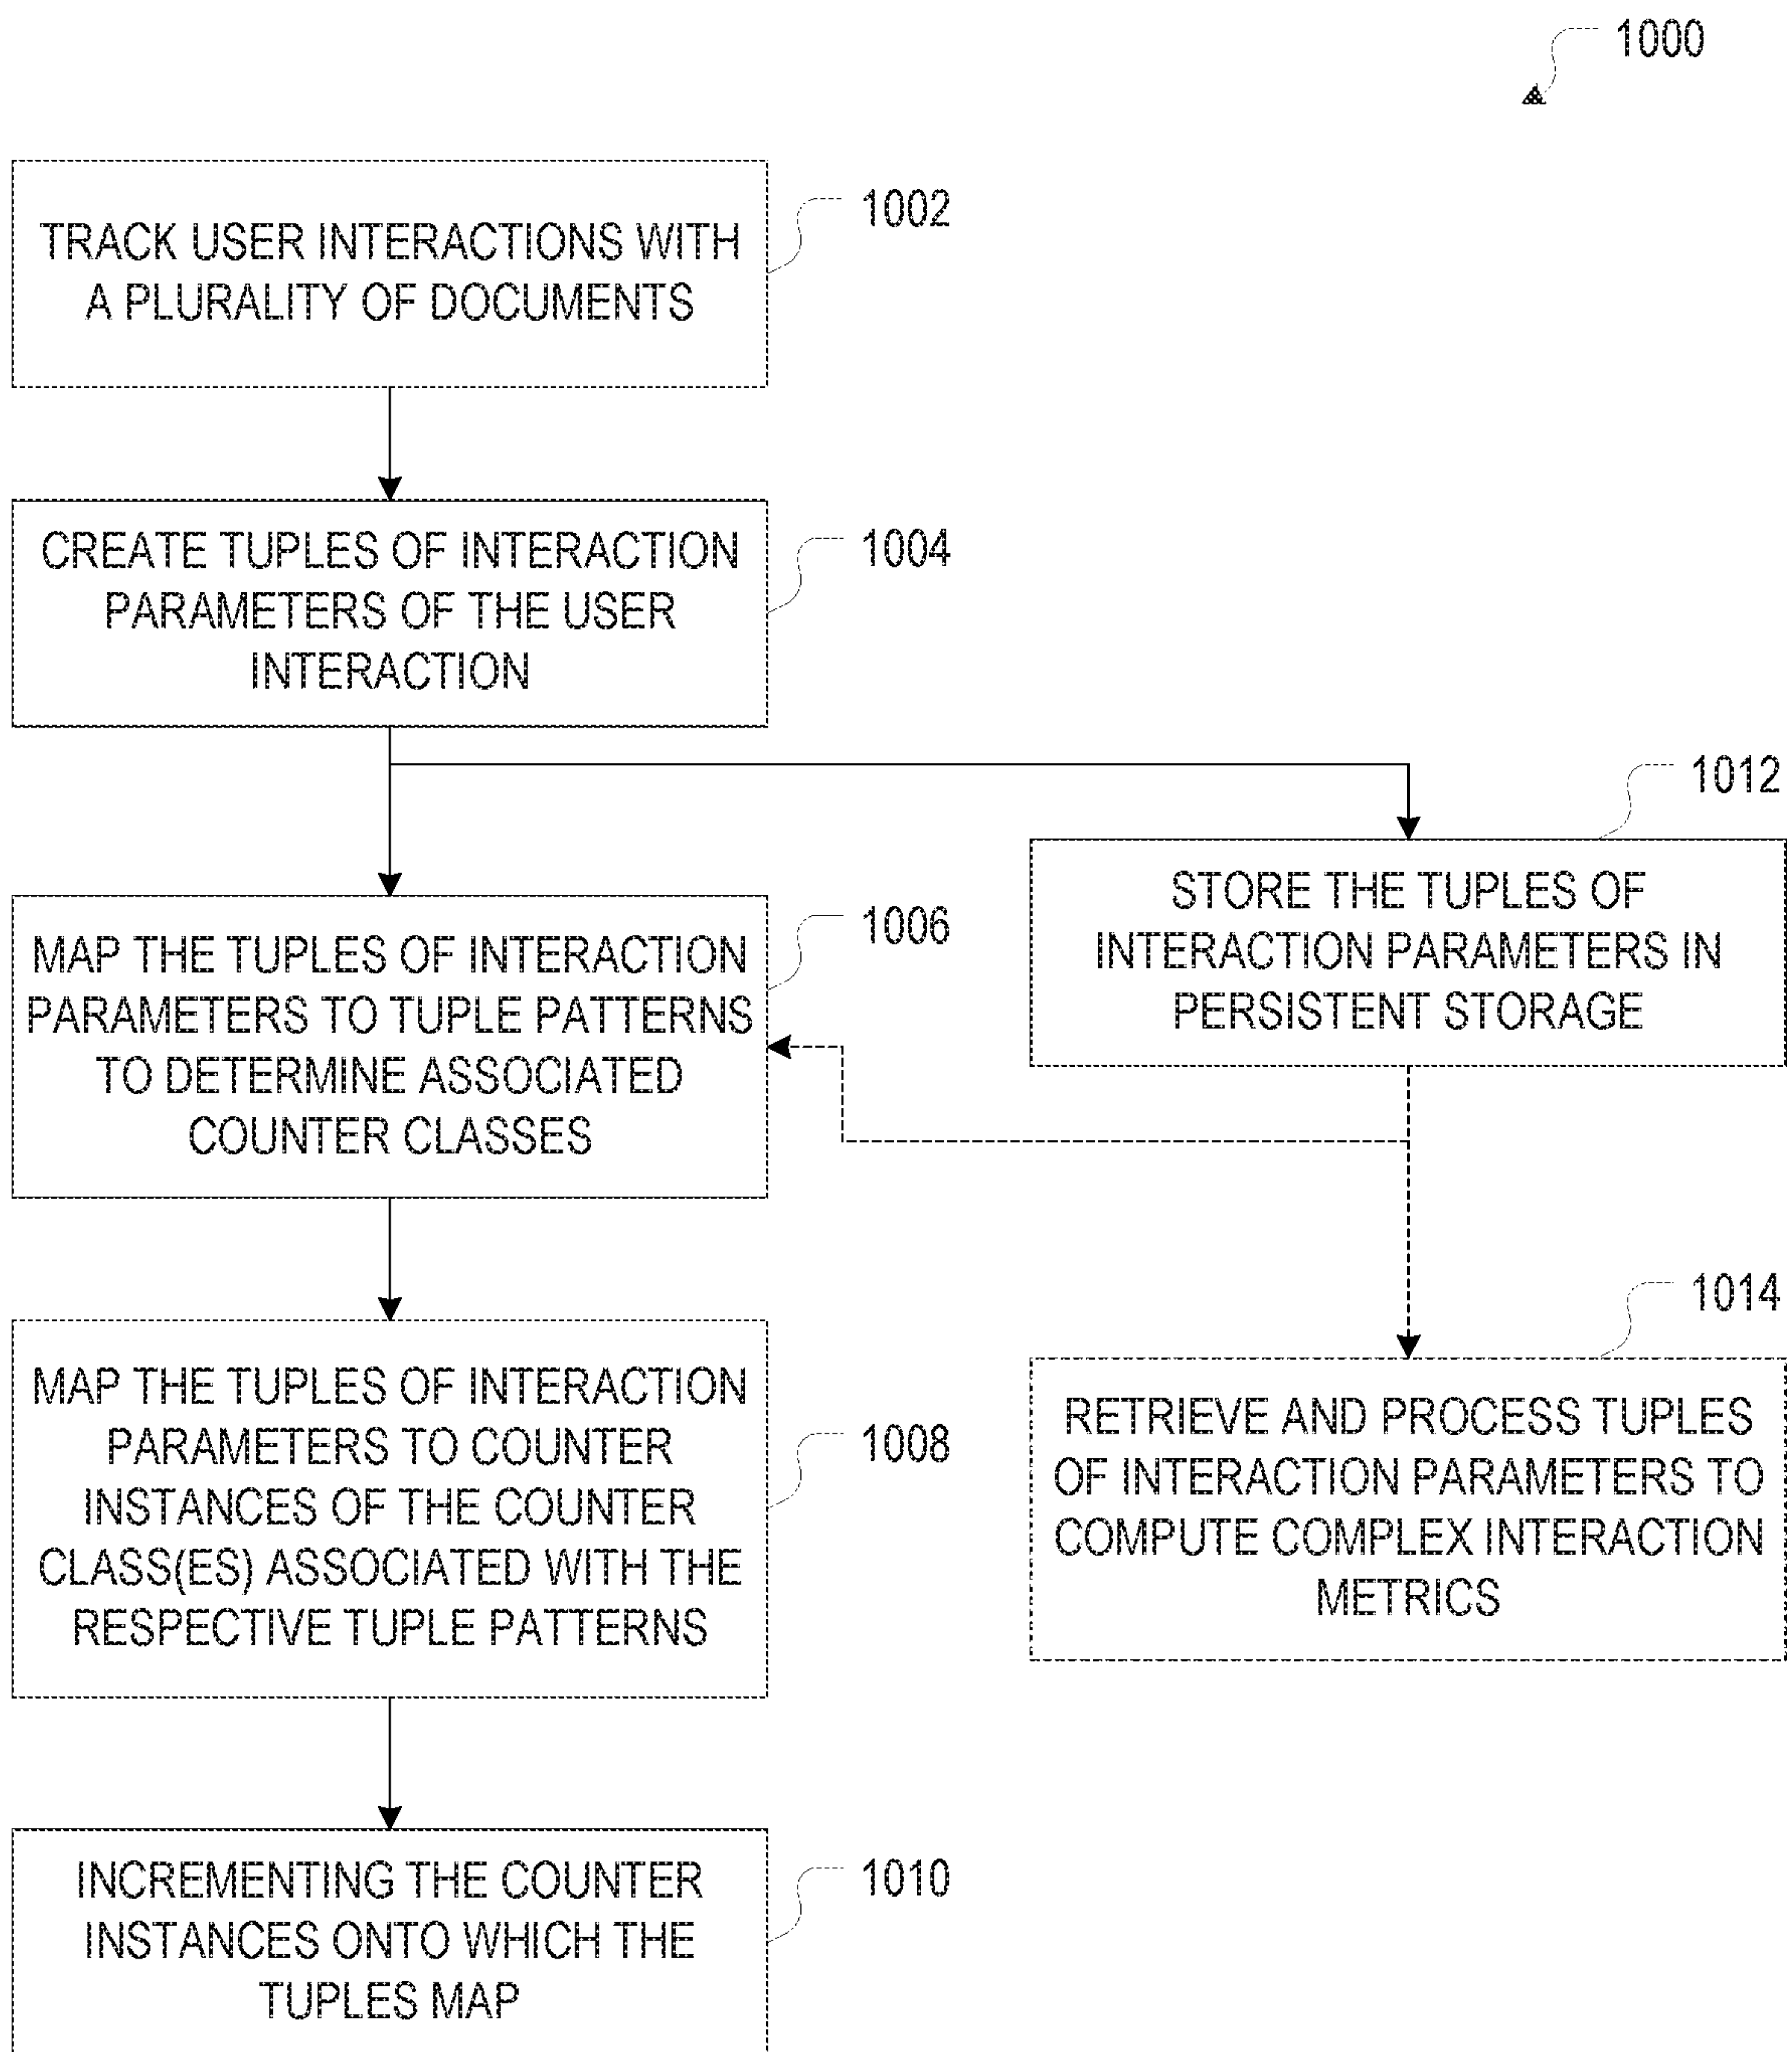 1000
TRACK USER INTERACTIONS WITH
A PLURALITY OF DOCUMENTS
1002
CREATE TUPLES OF INTERACTION
PARAMETERS OF THE USER
INTERACTION
1004
MAP THE TUPLES OF INTERACTION
PARAMETERS TO TUPLE PATTERNS
TO DETERMINE ASSOCIATED
COUNTER CLASSES
1006
STORE THE TUPLES OF
INTERACTION PARAMETERS IN
PERSISTENT STORAGE
1012
MAP THE TUPLES OF INTERACTION
PARAMETERS TO COUNTER
INSTANCES OF THE COUNTER
CLASS(ES) ASSOCIATED WITH THE
RESPECTIVE TUPLE PATTERNS
1008
RETRIEVE AND PROCESS TUPLES
OF INTERACTION PARAMETERS TO
COMPUTE COMPLEX INTERACTION
METRICS
1014
INCREMENTING THE COUNTER
INSTANCES ONTO WHICH THE
TUPLES MAP
1010